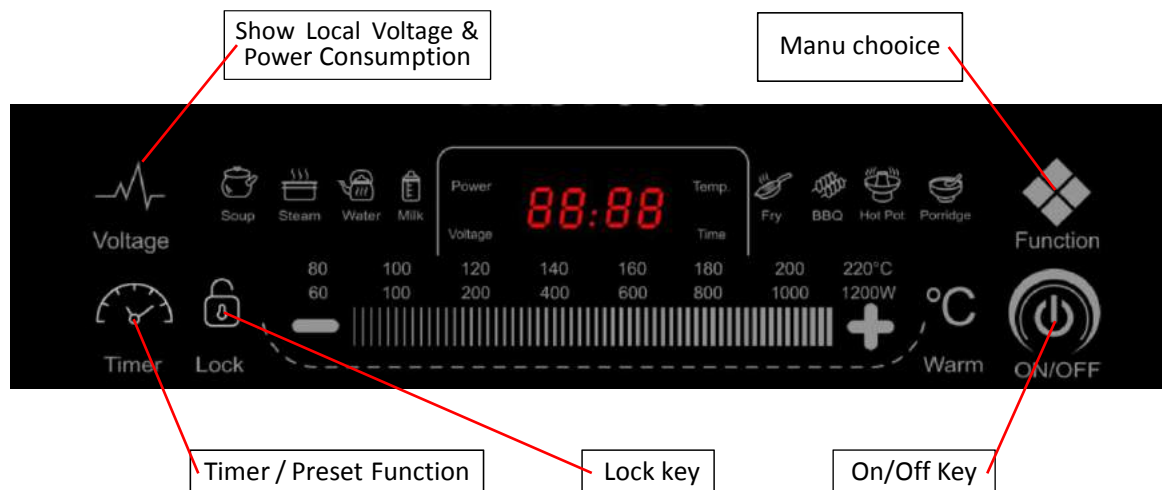 Show Local Voltage &
Power Consumption
Manu chooice
Power
88:88
Temp.
Soup
Steam
Water
Milk
Fry
BBQ
Hot Pot
Porridge
Voltage
Voltage
Time
Function
80 100 120 140 160 180 200 220°C
60 100 200 400 600 800 1000 1200W
°C
Timer
Lock
Warm
ON/OFF
Timer / Preset Function
Lock key
On/Off Key